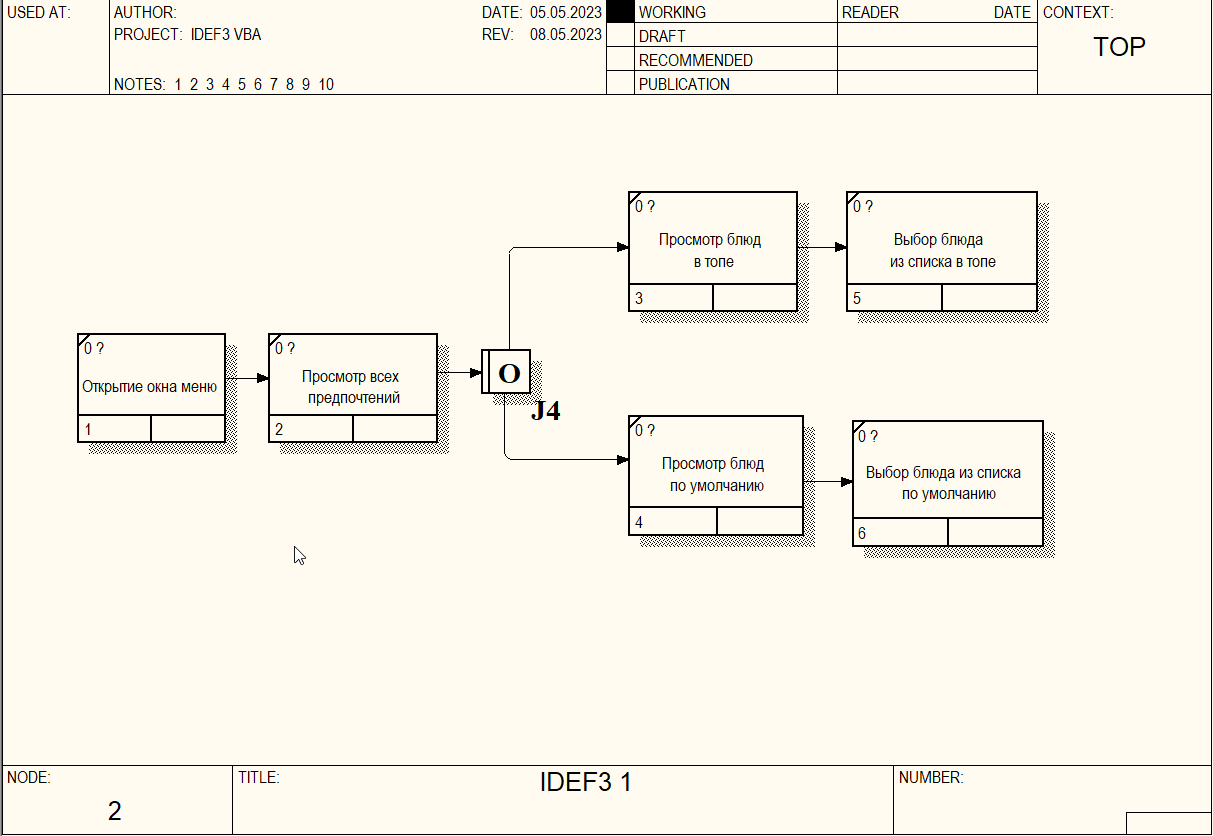 USED AT:
AUTHOR:
DATE: 05.05.2023
WORKING
READER
DATE
CONTEXT:
PROJECT: IDEF3 VBA
REV: 08.05.2023
DRAFT
TOP
RECOMMENDED
NOTES: 1 2 3 4 5 6 7 8 9 10
PUBLICATION
0 ?
Открытие окна меню
1
0 ?
Просмотр всех
предпочтений
2
O
J4
0 ?
Просмотр блюд
в топе
3
0 ?
Выбор блюда
из списка в топе
5
0 ?
Просмотр блюд
по умолчанию
4
0 ?
Выбор блюда из списка
по умолчанию
6
NODE:
2
TITLE:
IDEF3 1
NUMBER: